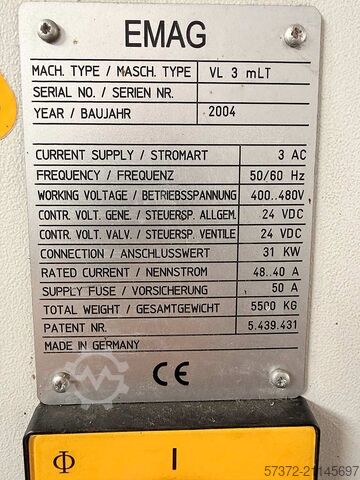 EMAG
MACH. TYPE / MASCH. TYPE VL 3 mLT
SERIAL NO. / SERIEN NR.
YEAR / BAUJAHR 2004
CURRENT SUPPLY / STROMART 3 AC
FREQUENCY / FREQUENZ 50/60 Hz
WORKING VOLTAGE / BETRIEBSSPANNUNG 400..480V
CONTR. VOLT. GENE. / STEUERSP. ALLGEM. 24 VDC
CONTR. VOLT. VALV. / STEUERSP. VENTILE 24 VDC
CONNECTION / ANSCHLUSSWERT 31 KW
RATED CURRENT / NENNSTROM 48..40 A
SUPPLY FUSE / VORSICHERUNG 50 A
TOTAL WEIGHT / GESAMTGEWICHT 5500 KG
PATENT NR. 5.439.431
MADE IN GERMANY
CE
Φ I
57372-21145697